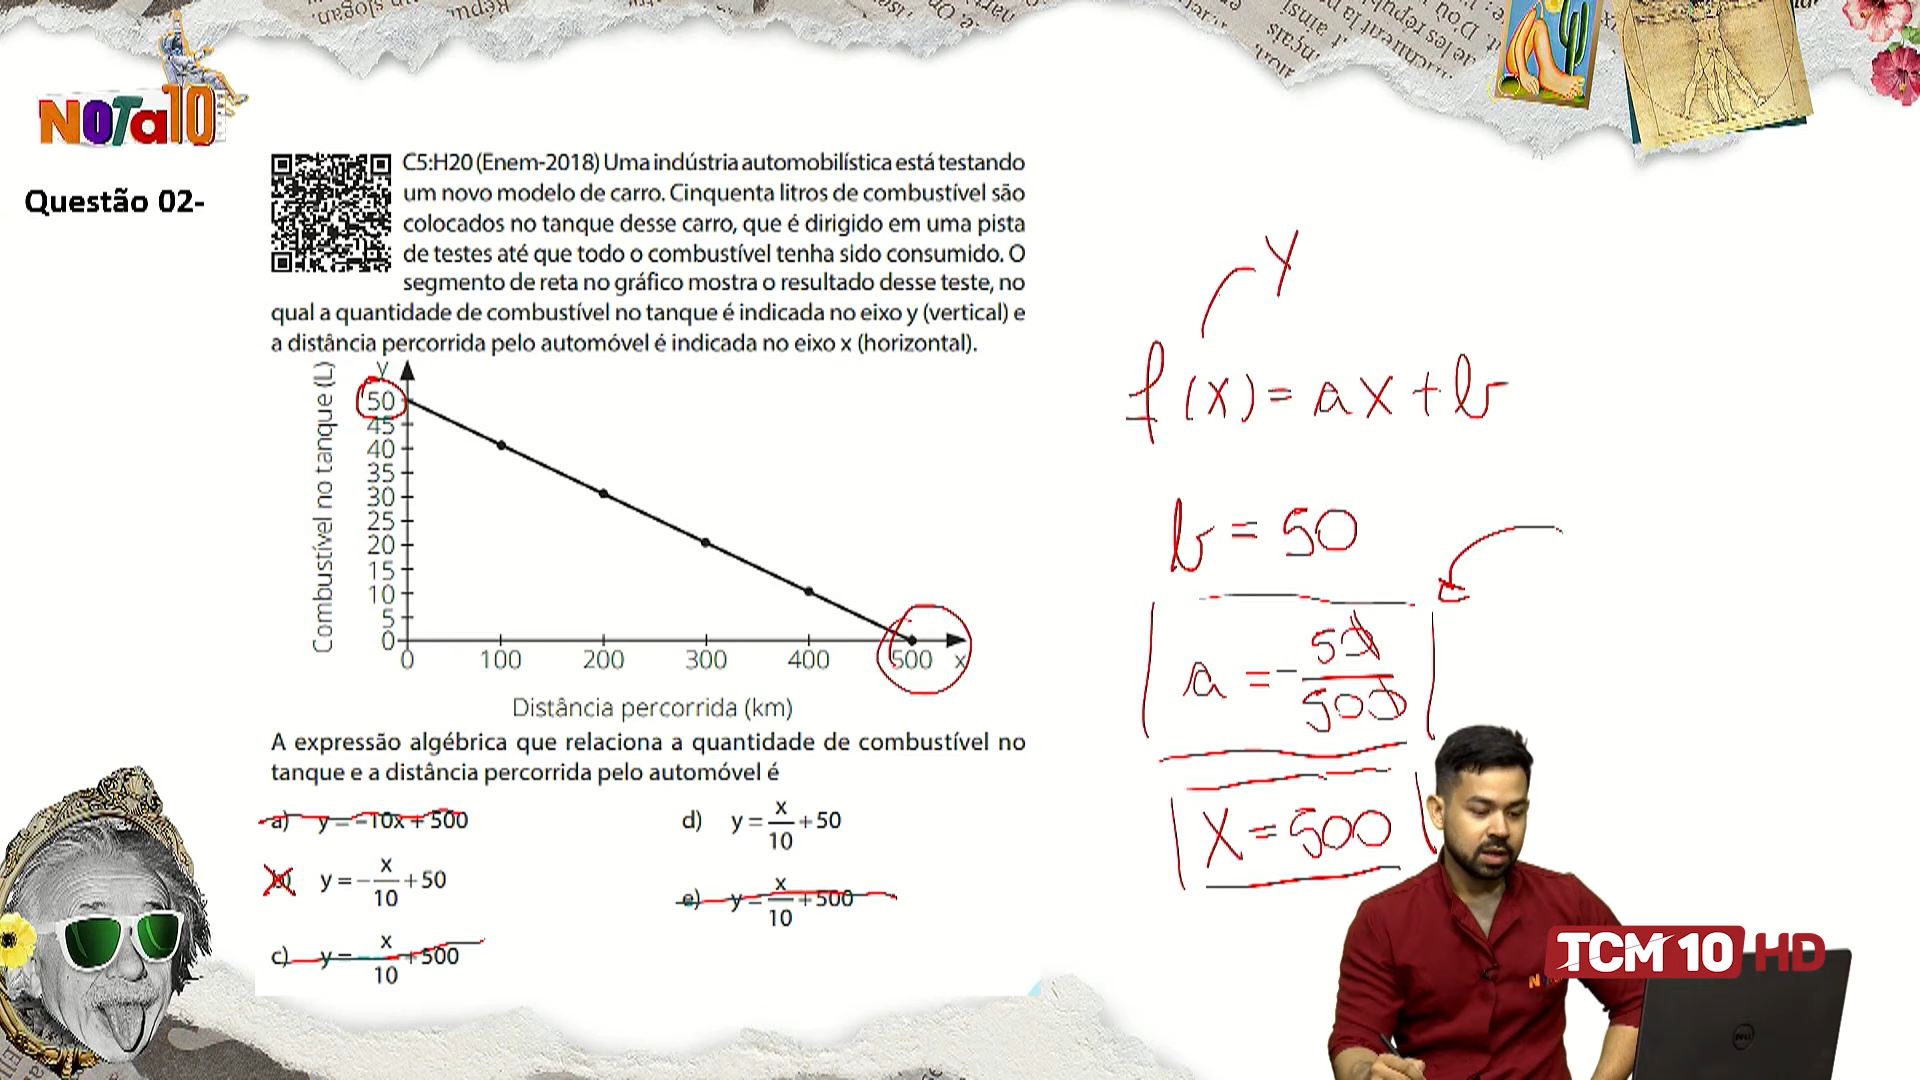 NOTa10
Questão 02-
C5:H20 (Enem-2018) Uma indústria automobilística está testando
um novo modelo de carro. Cinquenta litros de combustível são
colocados no tanque desse carro, que é dirigido em uma pista
de testes até que todo o combustível tenha sido consumido. O
segmento de reta no gráfico mostra o resultado desse teste, no
qual a quantidade de combustível no tanque é indicada no eixo y (vertical) e
a distância percorrida pelo automóvel é indicada no eixo x (horizontal).
Combustível no tanque (L)
y
50
45
40
35
30
25
20
15
10
5
0
0 100 200 300 400 500 x
Distância percorrida (km)
A expressão algébrica que relaciona a quantidade de combustível no
tanque e a distância percorrida pelo automóvel é
a) y = -10x + 500
b) y = -x/10 + 50
c) y = -x/10 + 500
d) y = x/10 + 50
e) y = x/10 + 500
y
f(x) = ax + b
b = 50
a = -50/500
x = 500
TCM 10 HD
DELL